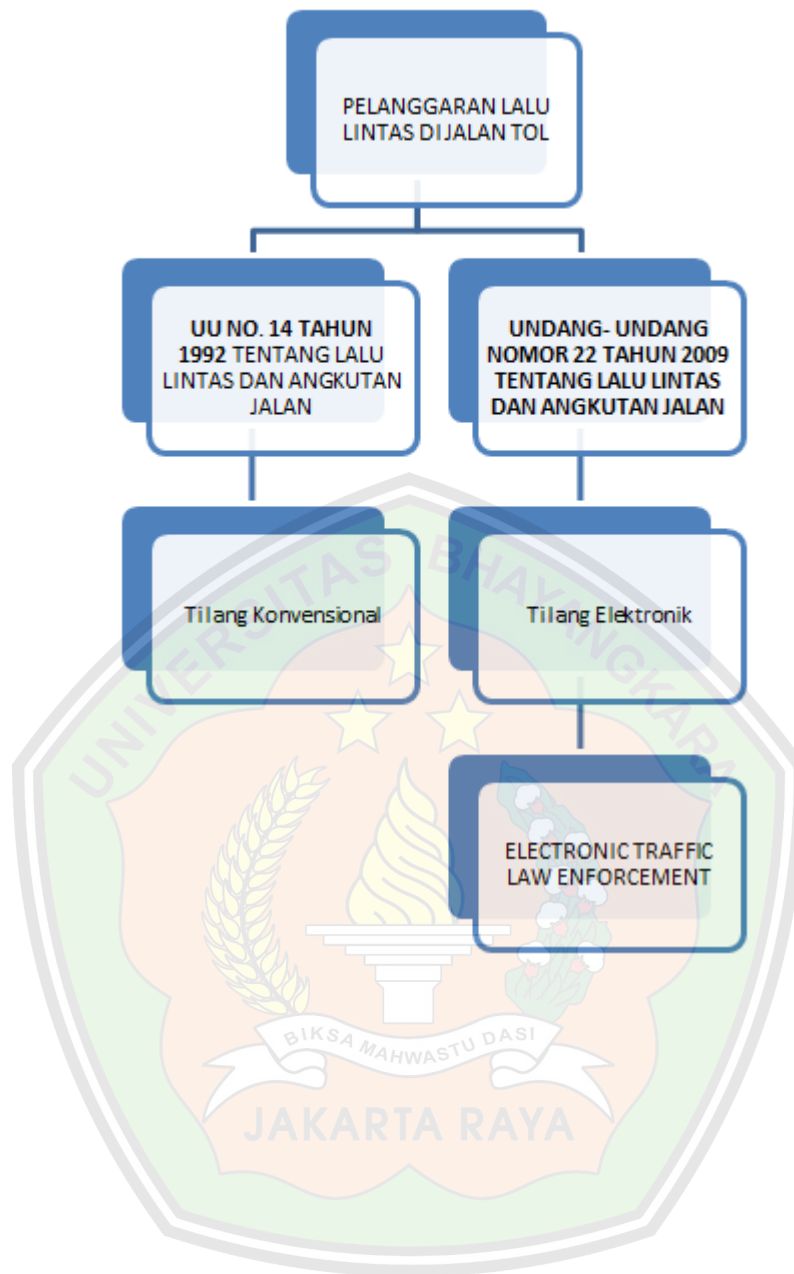 PELANGGARAN LALU
LINTAS DIJALAN TOL
UU NO. 14 TAHUN
1992 TENTANG LALU
LINTAS DAN ANGKUTAN
JALAN
UNDANG- UNDANG
NOMOR 22 TAHUN 2009
TENTANG LALU LINTAS
DAN ANGKUTAN JALAN
Tilang Konvensional
Tilang Elektronik
ELECTRONIC TRAFFIC
LAW ENFORCEMENT
UNIVERSITAS BHAYANGKARA
BIKSA MAHWASTU DASI
JAKARTA RAYA